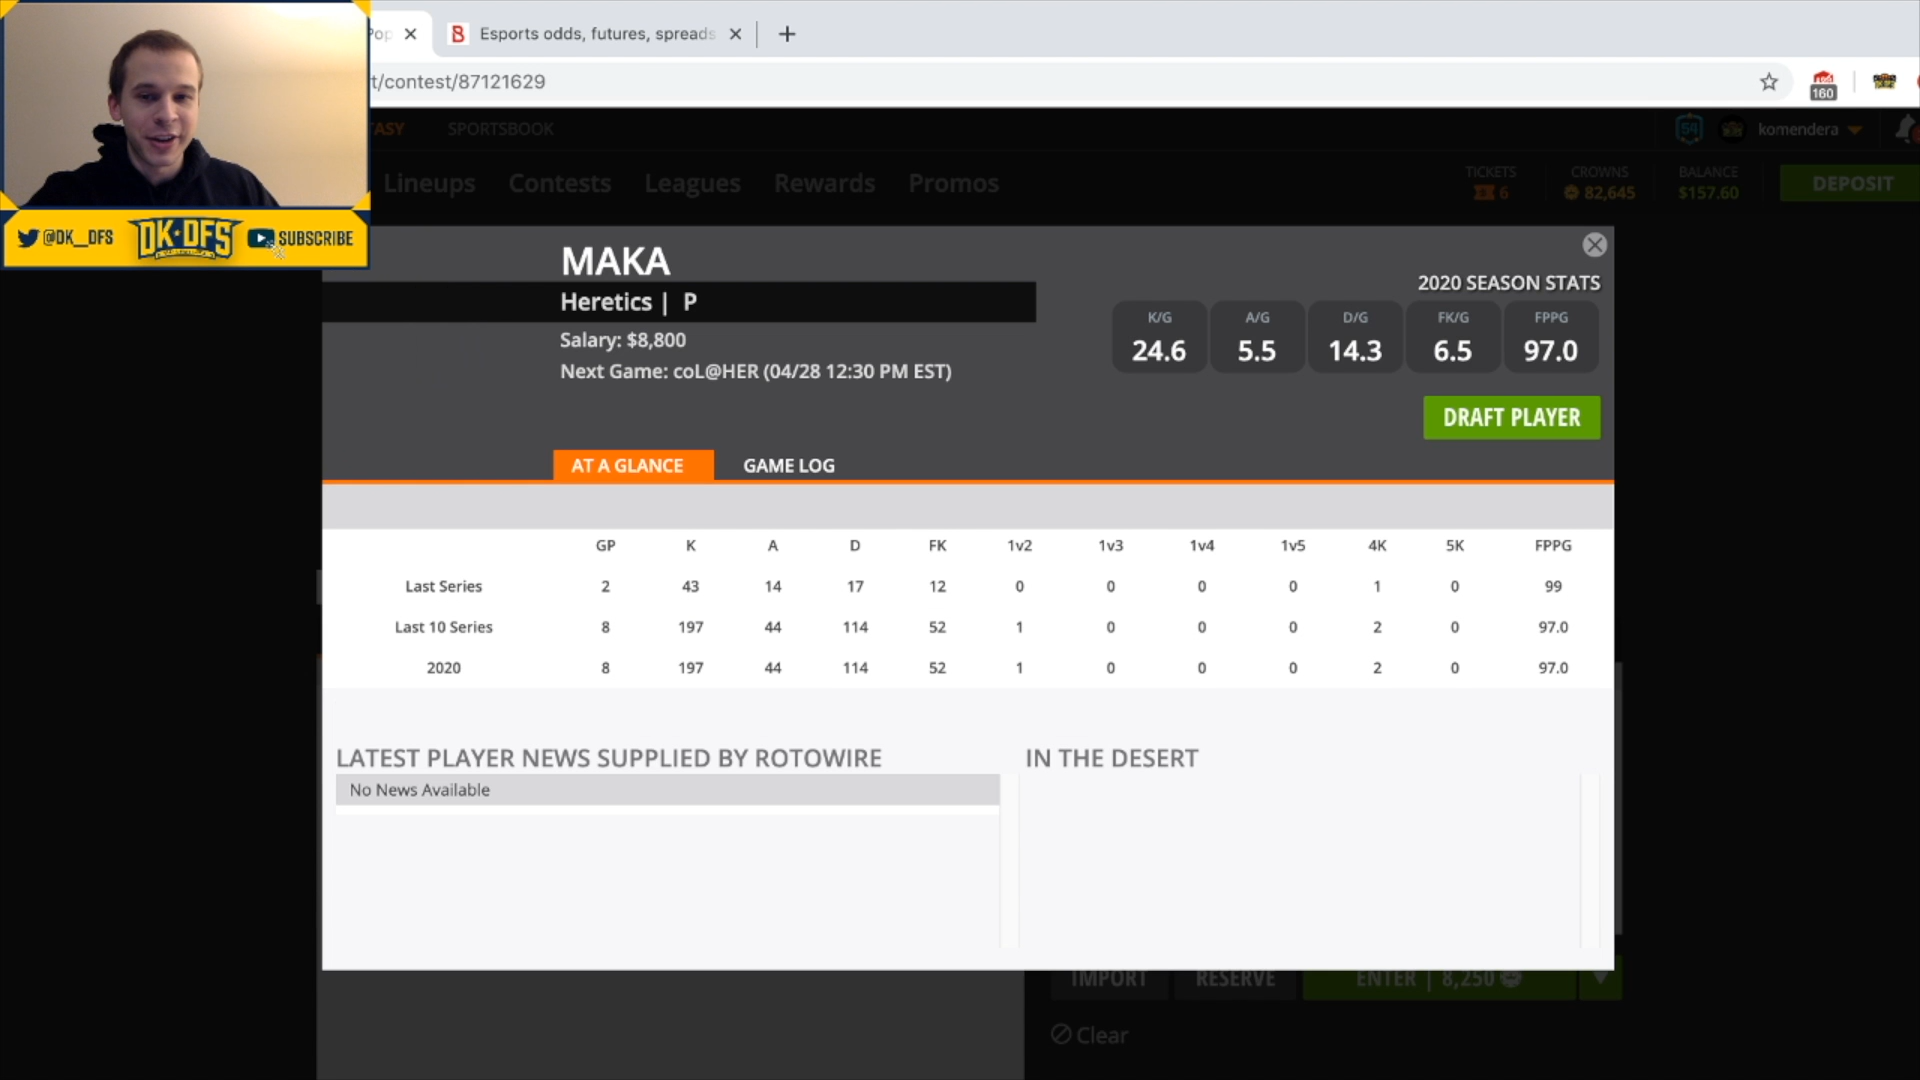 Pop
Esports odds, futures, spreads
t/contest/87121629
160
TASY
SPORTSBOOK
54
komendera
Lineups
Contests
Leagues
Rewards
Promos
TICKETS
6
CROWNS
82,645
BALANCE
$157.60
DEPOSIT
@DK__DFS
DK★DFS
SUBSCRIBE
MAKA
Heretics | P
Salary: $8,800
Next Game: coL@HER (04/28 12:30 PM EST)
2020 SEASON STATS
K/G A/G D/G FK/G FPPG
24.6 5.5 14.3 6.5 97.0
DRAFT PLAYER
AT A GLANCE
GAME LOG
GP K A D FK 1v2 1v3 1v4 1v5 4K 5K FPPG
Last Series 2 43 14 17 12 0 0 0 0 1 0 99
Last 10 Series 8 197 44 114 52 1 0 0 0 2 0 97.0
2020 8 197 44 114 52 1 0 0 0 2 0 97.0
LATEST PLAYER NEWS SUPPLIED BY ROTOWIRE
IN THE DESERT
No News Available
IMPORT
RESERVE
ENTER | 8,250
Clear